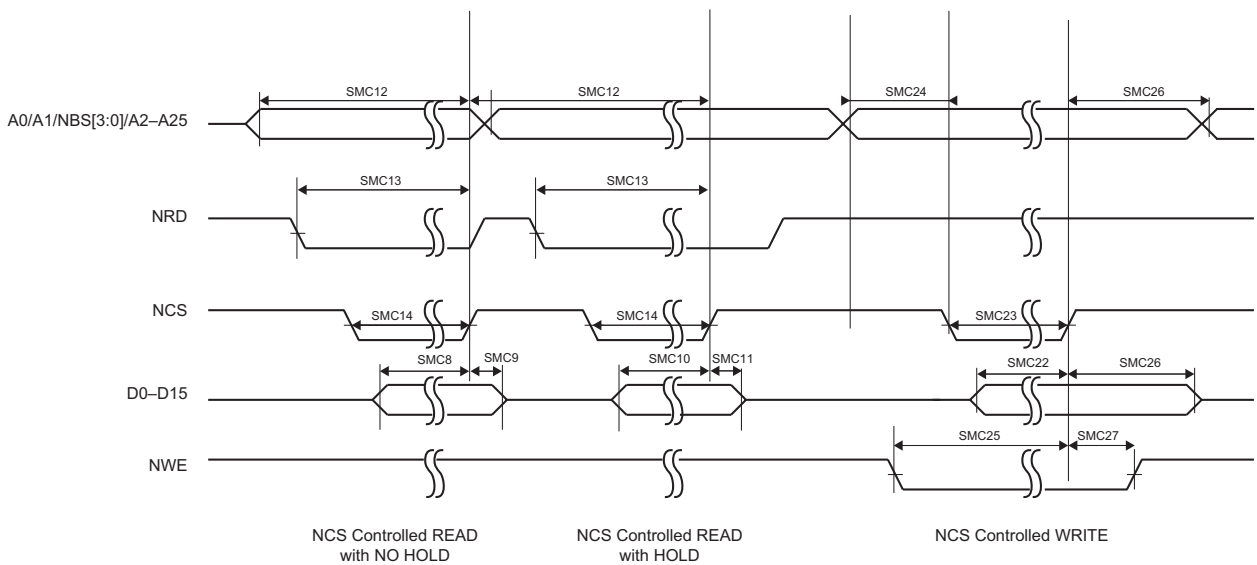 SMC12
SMC12
SMC24
SMC26
A0/A1/NBS[3:0]/A2–A25
SMC13
SMC13
NRD
NCS
SMC14
SMC14
SMC23
SMC8
SMC9
SMC10
SMC11
SMC22
SMC26
D0–D15
SMC25
SMC27
NWE
NCS Controlled READ
with NO HOLD
NCS Controlled READ
with HOLD
NCS Controlled WRITE